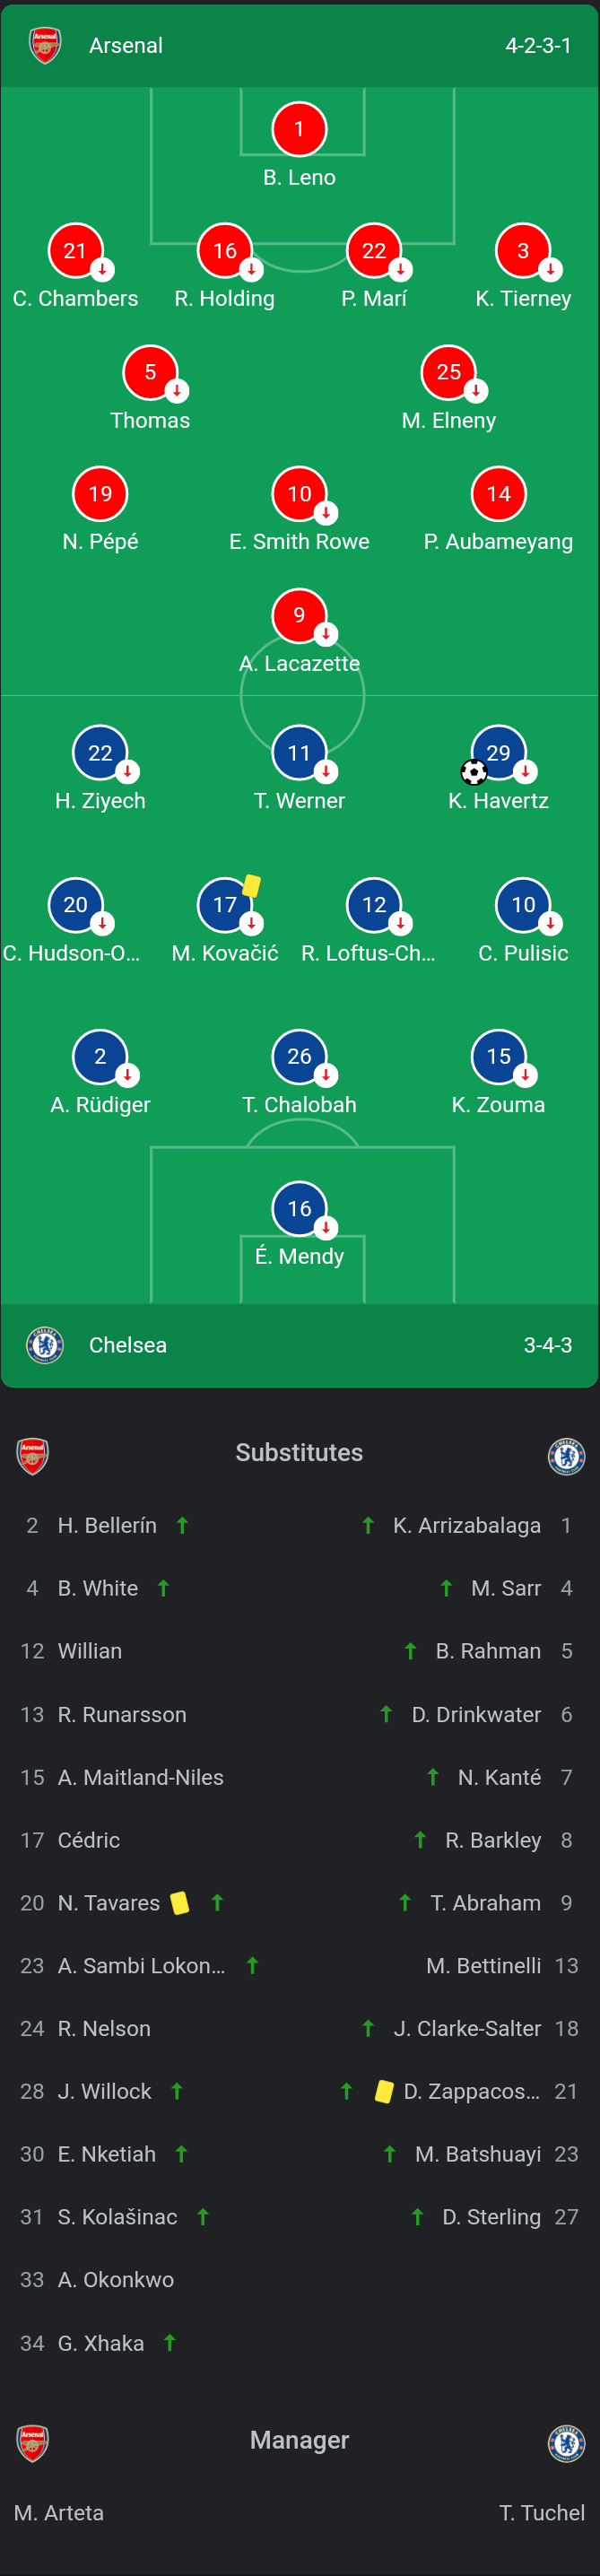 Arsenal 4-2-3-1
1
B. Leno
21 16 22 3
C. Chambers R. Holding P. Marí K. Tierney
5 25
Thomas M. Elneny
19 10 14
N. Pépé E. Smith Rowe P. Aubameyang
9
A. Lacazette
22 11 29
H. Ziyech T. Werner K. Havertz
20 17 12 10
C. Hudson-O... M. Kovačić R. Loftus-Ch... C. Pulisic
2 26 15
A. Rüdiger T. Chalobah K. Zouma
16
É. Mendy
Chelsea 3-4-3
Substitutes
2 H. Bellerín K. Arrizabalaga 1
4 B. White M. Sarr 4
12 Willian B. Rahman 5
13 R. Runarsson D. Drinkwater 6
15 A. Maitland-Niles N. Kanté 7
17 Cédric R. Barkley 8
20 N. Tavares T. Abraham 9
23 A. Sambi Lokon... M. Bettinelli 13
24 R. Nelson J. Clarke-Salter 18
28 J. Willock D. Zappacos... 21
30 E. Nketiah M. Batshuayi 23
31 S. Kolašinac D. Sterling 27
33 A. Okonkwo
34 G. Xhaka
Manager
M. Arteta T. Tuchel